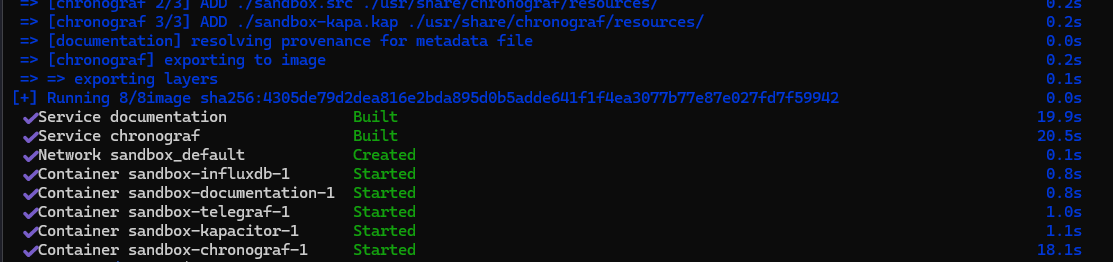 => [chronograf 2/3] ADD ./sandbox.src ./usr/share/chronograf/resources/ 0.2s
=> [chronograf 3/3] ADD ./sandbox-kapa.kap ./usr/share/chronograf/resources/ 0.2s
=> [documentation] resolving provenance for metadata file 0.0s
=> [chronograf] exporting to image 0.2s
=> => exporting layers 0.1s
[+] Running 8/8image sha256:4305de79d2dea816e2bda895d0b5adde641f1f4ea3077b77e87e027fd7f59942 0.0s
✔Service documentation Built 19.9s
✔Service chronograf Built 20.5s
✔Network sandbox_default Created 0.1s
✔Container sandbox-influxdb-1 Started 0.8s
✔Container sandbox-documentation-1 Started 0.8s
✔Container sandbox-telegraf-1 Started 1.0s
✔Container sandbox-kapacitor-1 Started 1.1s
✔Container sandbox-chronograf-1 Started 18.1s